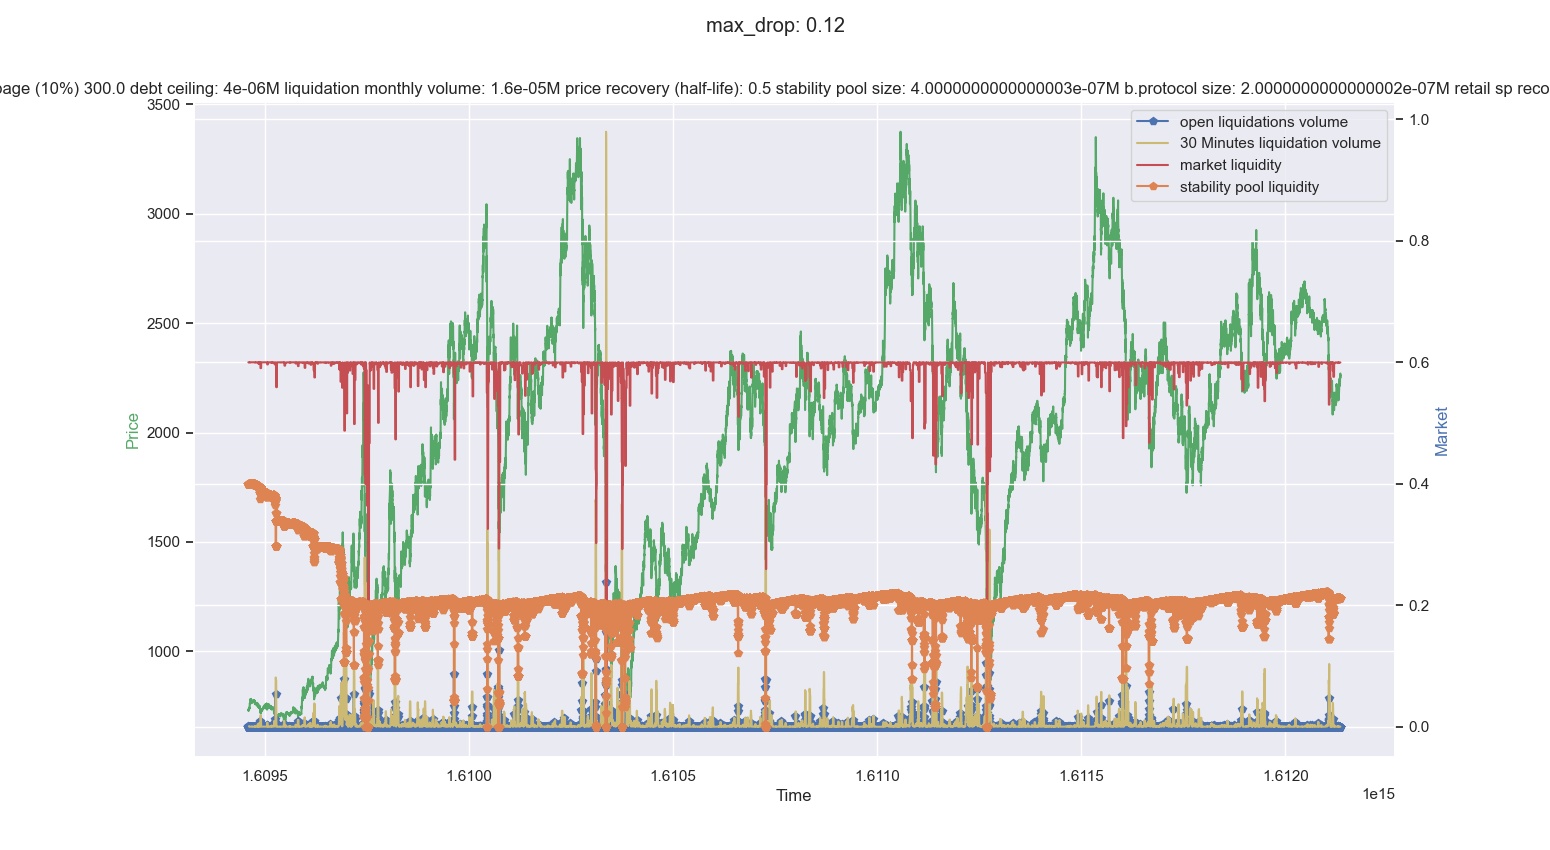 max_drop: 0.12
page (10%) 300.0 debt ceiling: 4e-06M liquidation monthly volume: 1.6e-05M price recovery (half-life): 0.5 stability pool size: 4.0000000000000003e-07M b.protocol size: 2.0000000000000002e-07M retail sp reco
3500
3000
2500
2000
1500
1000
Price
open liquidations volume
30 Minutes liquidation volume
market liquidity
stability pool liquidity
1.0
0.8
0.6
0.4
0.2
0.0
Market
1.6095 1.6100 1.6105 1.6110 1.6115 1.6120
Time
1e15